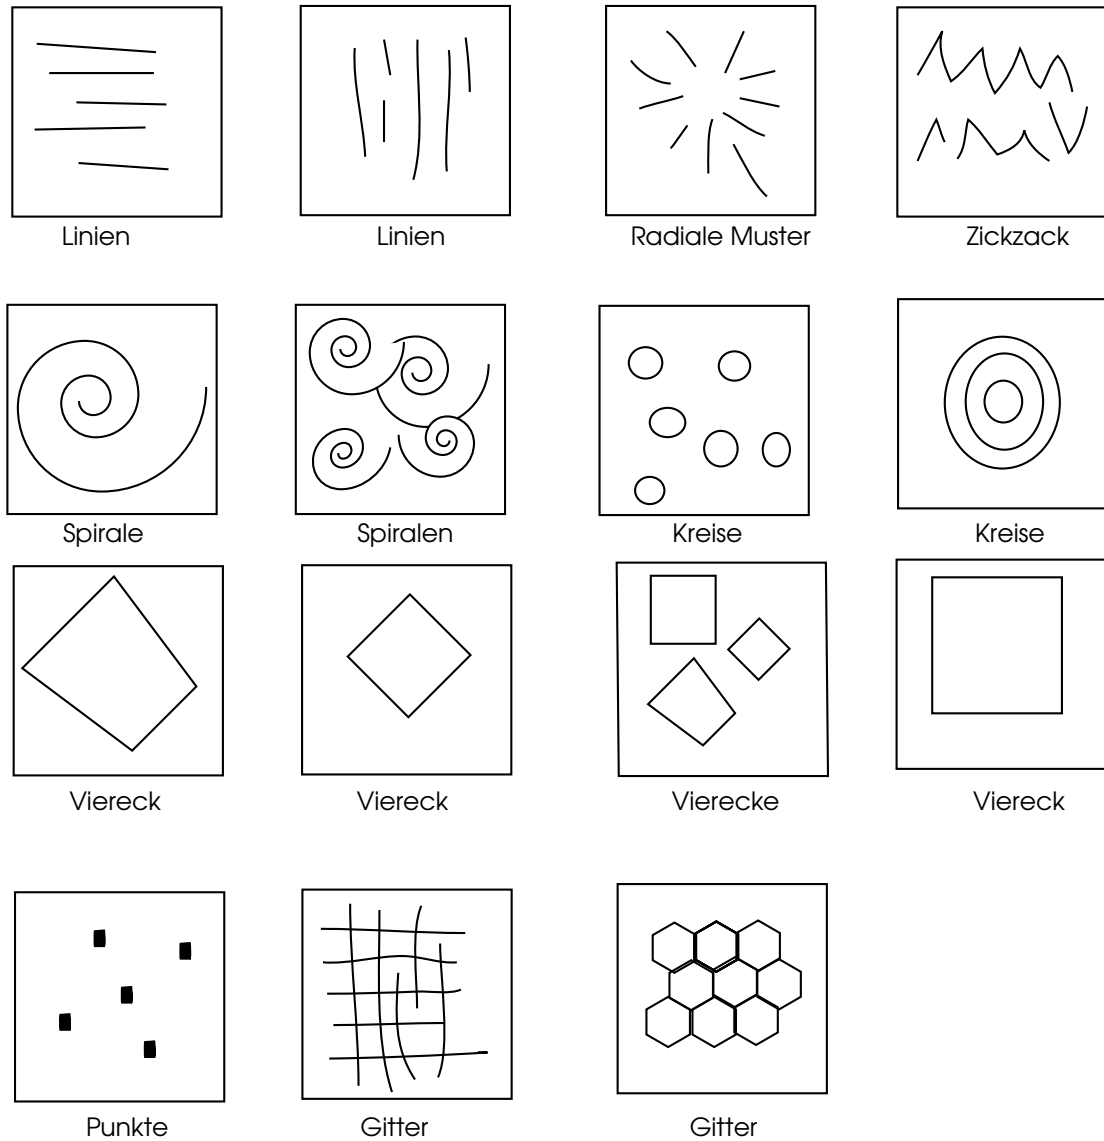 Linien
Linien
Radiale Muster
Zickzack
Spirale
Spiralen
Kreise
Kreise
Viereck
Viereck
Vierecke
Viereck
Punkte
Gitter
Gitter